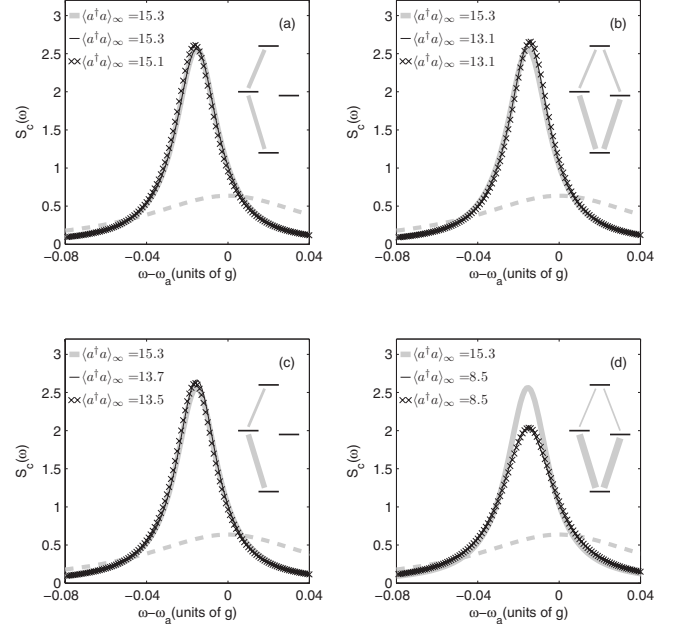 (a)
⟨a†a⟩∞ =15.3
⟨a†a⟩∞ =15.3
⟨a†a⟩∞ =15.1
3
2.5
2
1.5
1
0.5
0
S_c(ω)
−0.08 −0.04 0 0.04
ω−ω_a(units of g)
(b)
⟨a†a⟩∞ =15.3
⟨a†a⟩∞ =13.1
⟨a†a⟩∞ =13.1
3
2.5
2
1.5
1
0.5
0
S_c(ω)
−0.08 −0.04 0 0.04
ω−ω_a(units of g)
(c)
⟨a†a⟩∞ =15.3
⟨a†a⟩∞ =13.7
⟨a†a⟩∞ =13.5
3
2.5
2
1.5
1
0.5
0
S_c(ω)
−0.08 −0.04 0 0.04
ω−ω_a(units of g)
(d)
⟨a†a⟩∞ =15.3
⟨a†a⟩∞ =8.5
⟨a†a⟩∞ =8.5
3
2.5
2
1.5
1
0.5
0
S_c(ω)
−0.08 −0.04 0 0.04
ω−ω_a(units of g)